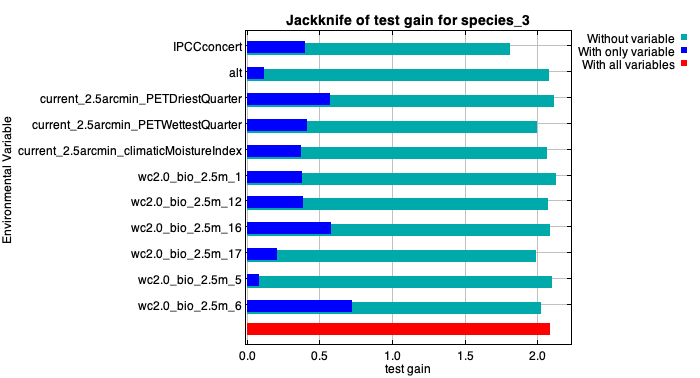 Jackknife of test gain for species_3
Without variable
With only variable
With all variables
Environmental Variable
IPCCconcert
alt
current_2.5arcmin_PETDriestQuarter
current_2.5arcmin_PETWettestQuarter
current_2.5arcmin_climaticMoistureIndex
wc2.0_bio_2.5m_1
wc2.0_bio_2.5m_12
wc2.0_bio_2.5m_16
wc2.0_bio_2.5m_17
wc2.0_bio_2.5m_5
wc2.0_bio_2.5m_6
0.0 0.5 1.0 1.5 2.0
test gain